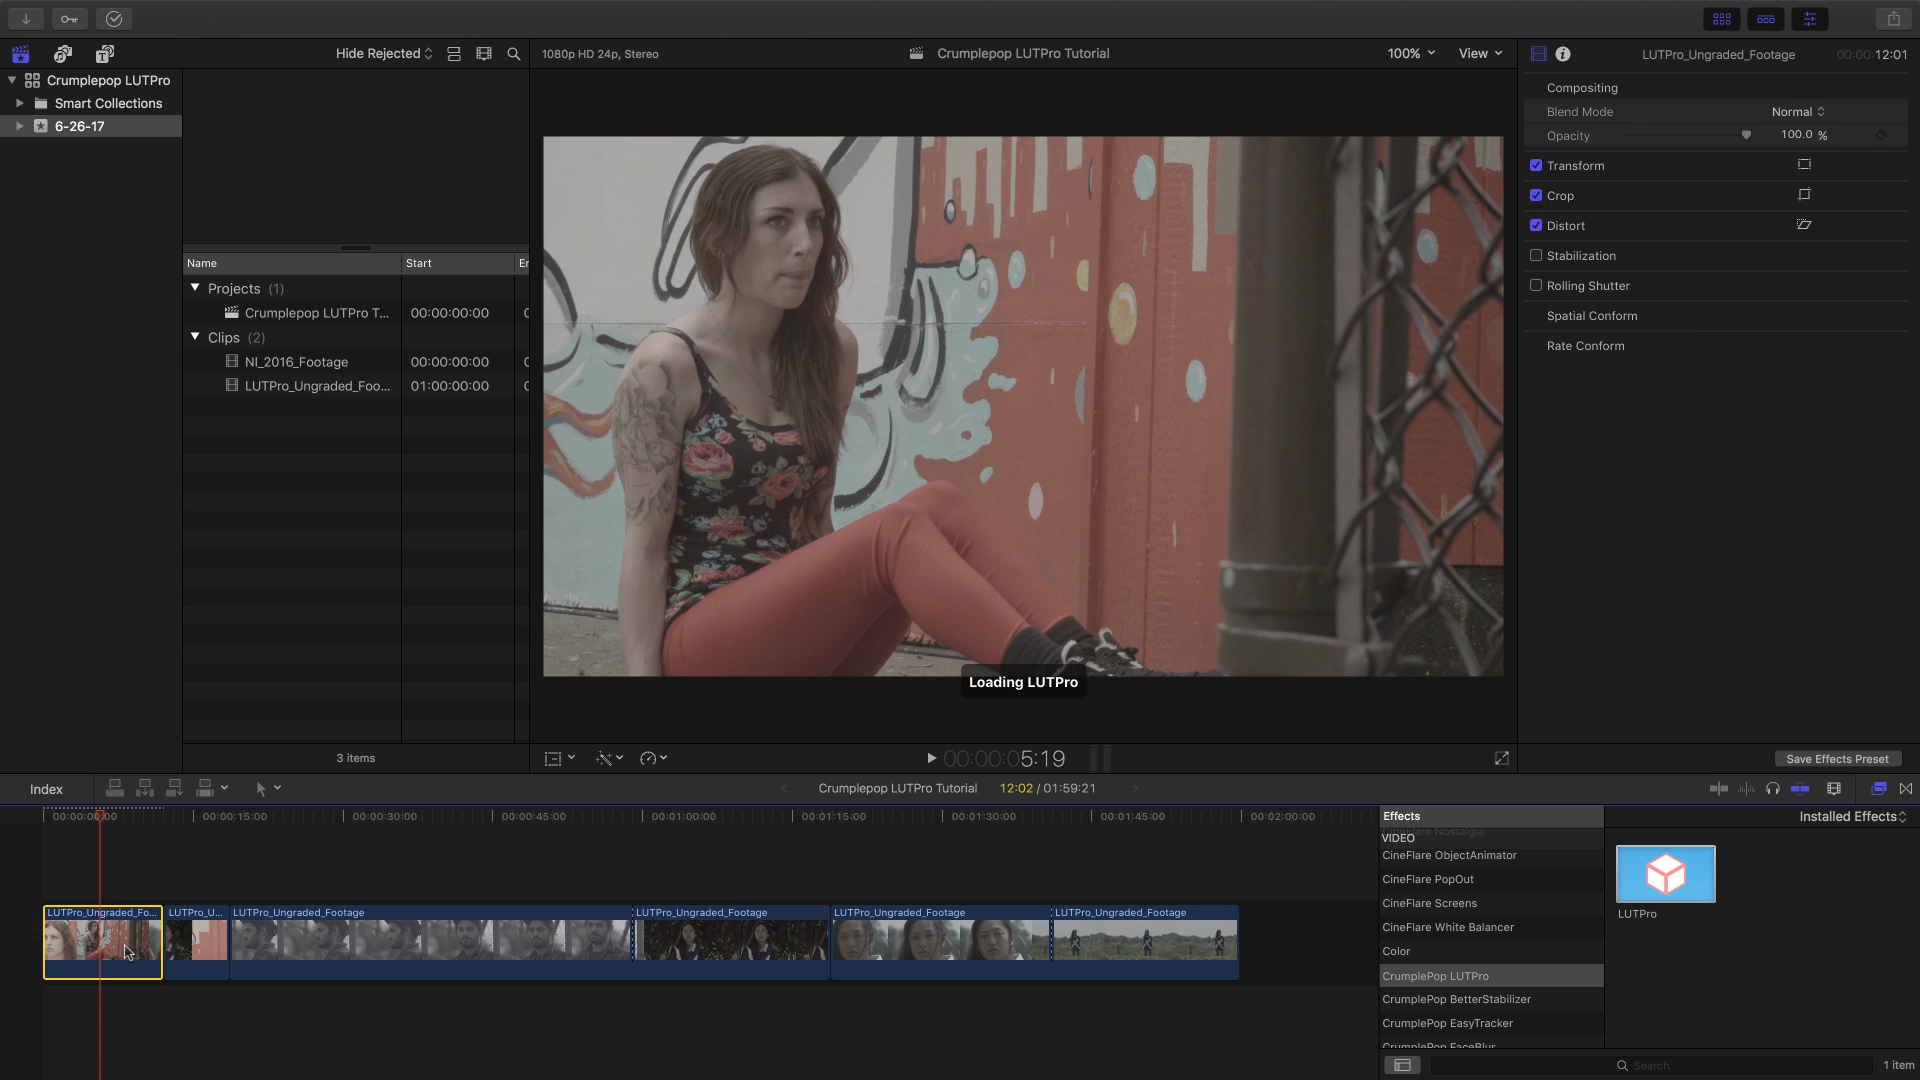 Hide Rejected
1080p HD 24p, Stereo
Crumplepop LUTPro Tutorial
100%
View
LUTPro_Ungraded_Footage
00:00:12:01
Crumplepop LUTPro
Smart Collections
6-26-17
Compositing
Blend Mode
Normal
Opacity
100.0 %
Transform
Crop
Distort
Stabilization
Rolling Shutter
Spatial Conform
Rate Conform
Name
Start
Projects (1)
Crumplepop LUTPro T...
00:00:00:00
Clips (2)
NI_2016_Footage
00:00:00:00
LUTPro_Ungraded_Foo...
01:00:00:00
Loading LUTPro
3 items
00:00:05:19
Save Effects Preset
Index
Crumplepop LUTPro Tutorial
12:02 / 01:59:21
00:00:00:00
00:00:15:00
00:00:30:00
00:00:45:00
00:01:00:00
00:01:15:00
00:01:30:00
00:01:45:00
00:02:00:00
LUTPro_Ungraded_Fo...
LUTPro_U...
LUTPro_Ungraded_Footage
LUTPro_Ungraded_Footage
LUTPro_Ungraded_Footage
LUTPro_Ungraded_Footage
Effects
Installed Effects
CineFlare Nostalgia
VIDEO
CineFlare ObjectAnimator
CineFlare PopOut
CineFlare Screens
CineFlare White Balancer
Color
CrumplePop LUTPro
CrumplePop BetterStabilizer
CrumplePop EasyTracker
CrumplePop FaceBlur
LUTPro
Search
1 item